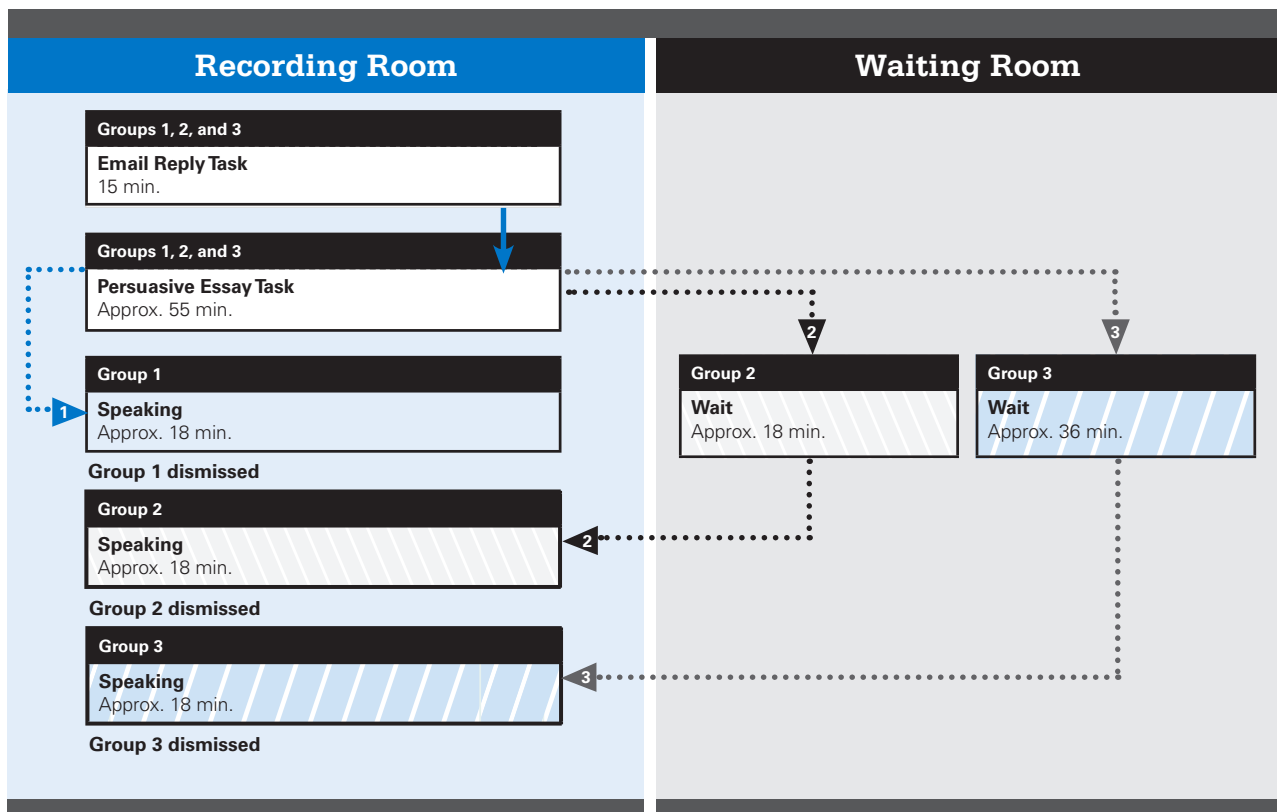 Recording Room
Groups 1, 2, and 3
Email Reply Task
15 min.
Groups 1, 2, and 3
Persuasive Essay Task
Approx. 55 min.
1
Group 1
Speaking
Approx. 18 min.
Group 1 dismissed
2
Group 2
Speaking
Approx. 18 min.
Group 2 dismissed
3
Group 3
Speaking
Approx. 18 min.
Group 3 dismissed
Waiting Room
2
Group 2
Wait
Approx. 18 min.
3
Group 3
Wait
Approx. 36 min.